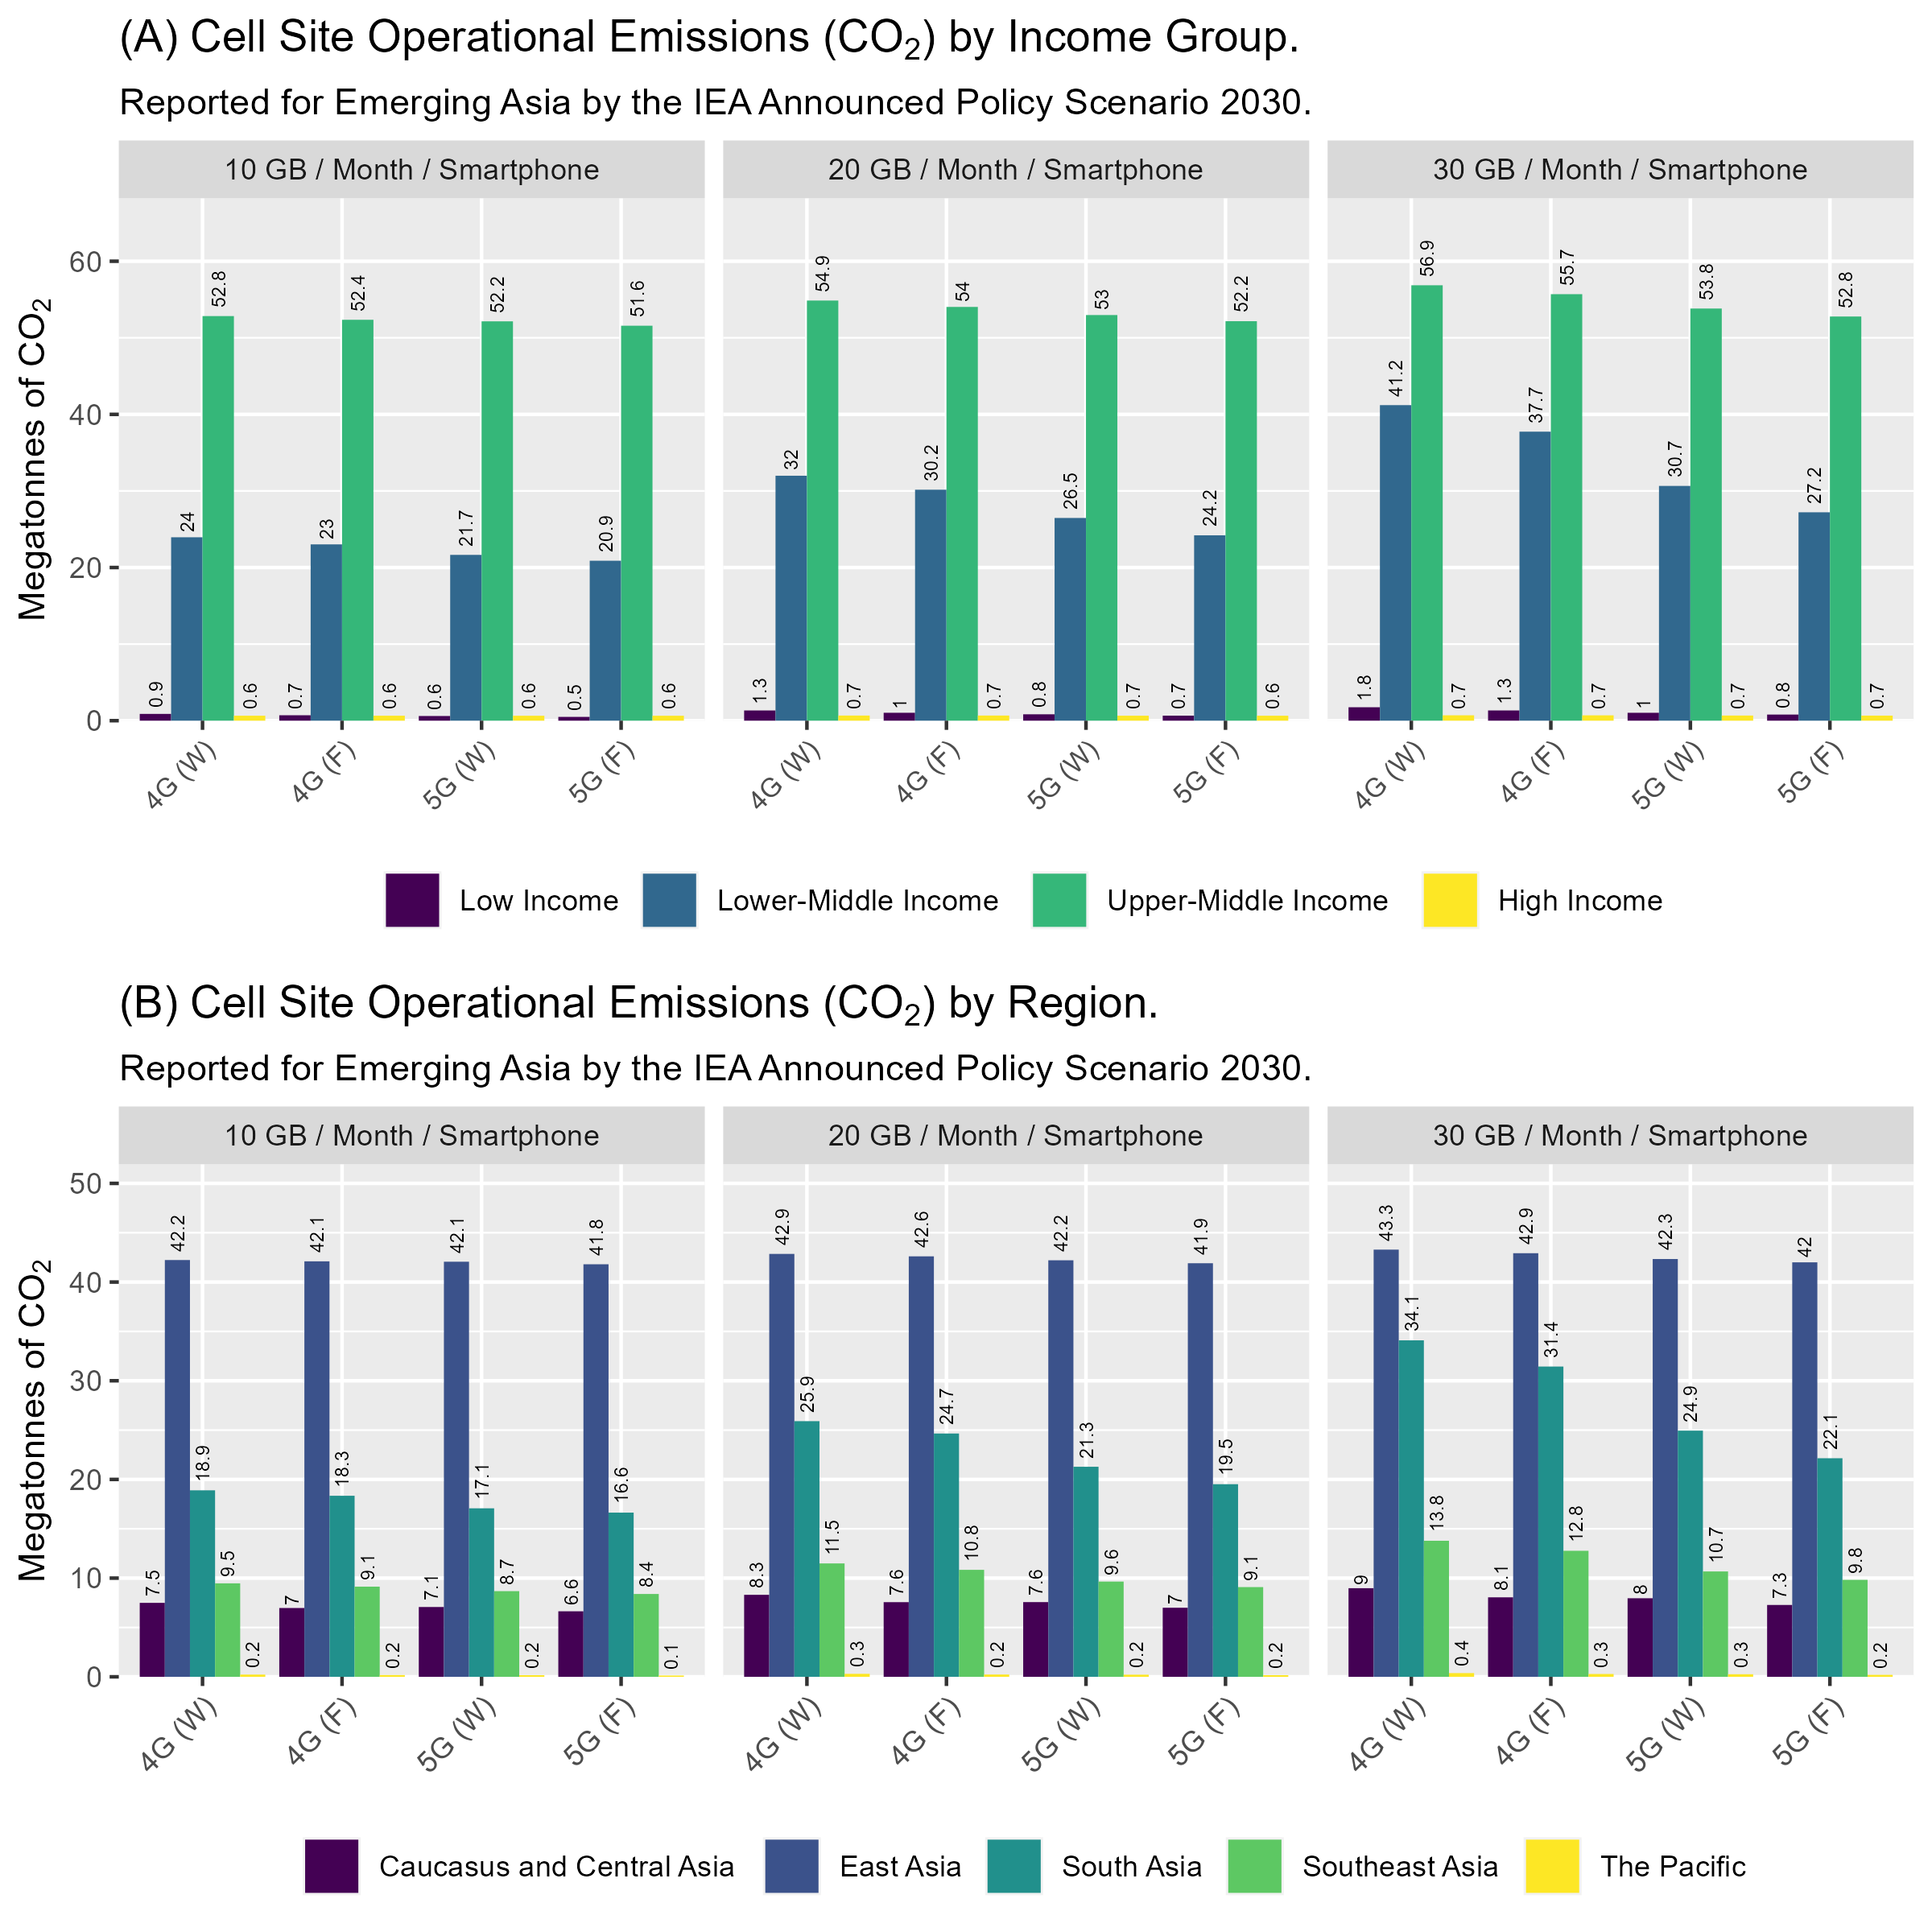 (A) Cell Site Operational Emissions (CO₂) by Income Group.
Reported for Emerging Asia by the IEA Announced Policy Scenario 2030.
10 GB / Month / Smartphone 20 GB / Month / Smartphone 30 GB / Month / Smartphone
Megatonnes of CO₂
60
40
20
0
0.9 24 52.8 0.6 0.7 23 52.4 0.6 0.6 21.7 52.2 0.6 0.5 20.9 51.6 0.6
1.3 32 54.9 0.7 1 30.2 54 0.7 0.8 26.5 53 0.7 0.7 24.2 52.2 0.6
1.8 41.2 56.9 0.7 1.3 37.7 55.7 0.7 1 30.7 53.8 0.7 0.8 27.2 52.8 0.7
4G (W) 4G (F) 5G (W) 5G (F) 4G (W) 4G (F) 5G (W) 5G (F) 4G (W) 4G (F) 5G (W) 5G (F)
Low Income Lower-Middle Income Upper-Middle Income High Income
(B) Cell Site Operational Emissions (CO₂) by Region.
Reported for Emerging Asia by the IEA Announced Policy Scenario 2030.
10 GB / Month / Smartphone 20 GB / Month / Smartphone 30 GB / Month / Smartphone
Megatonnes of CO₂
50
40
30
20
10
0
7.5 42.2 18.9 9.5 0.2 7 42.1 18.3 9.1 0.2 7.1 42.1 17.1 8.7 0.2 6.6 41.8 16.6 8.4 0.1
8.3 42.9 25.9 11.5 0.3 7.6 42.6 24.7 10.8 0.2 7.6 42.2 21.3 9.6 0.2 7 41.9 19.5 9.1 0.2
9 43.3 34.1 13.8 0.4 8.1 42.9 31.4 12.8 0.3 8 42.3 24.9 10.7 0.3 7.3 42 22.1 9.8 0.2
4G (W) 4G (F) 5G (W) 5G (F) 4G (W) 4G (F) 5G (W) 5G (F) 4G (W) 4G (F) 5G (W) 5G (F)
Caucasus and Central Asia East Asia South Asia Southeast Asia The Pacific